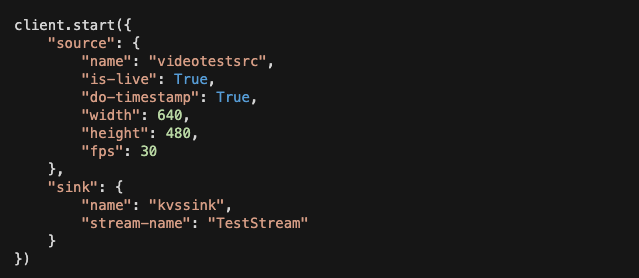 client.start({
    "source": {
        "name": "videotestsrc",
        "is-live": True,
        "do-timestamp": True,
        "width": 640,
        "height": 480,
        "fps": 30
    },
    "sink": {
        "name": "kvssink",
        "stream-name": "TestStream"
    }
})